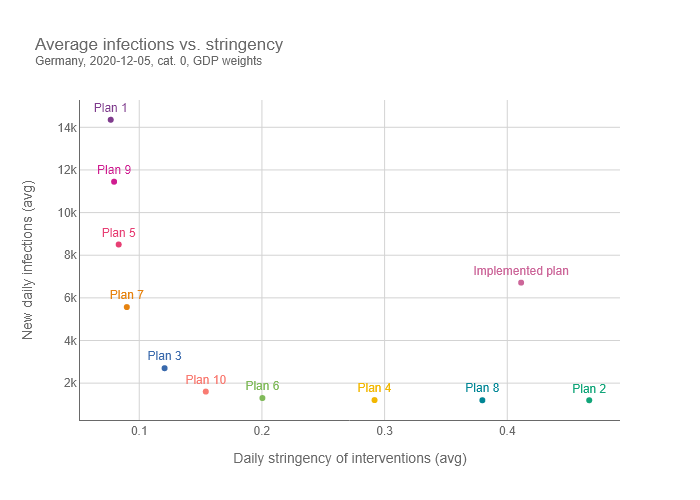 Average infections vs. stringency
Germany, 2020-12-05, cat. 0, GDP weights
Plan 1
14k
12k
Plan 9
10k
Plan 5
8k
Implemented plan
6k
Plan 7
4k
Plan 3
2k
Plan 10
Plan 6
Plan 4
Plan 8
Plan 2
New daily infections (avg)
0.1
0.2
0.3
0.4
Daily stringency of interventions (avg)